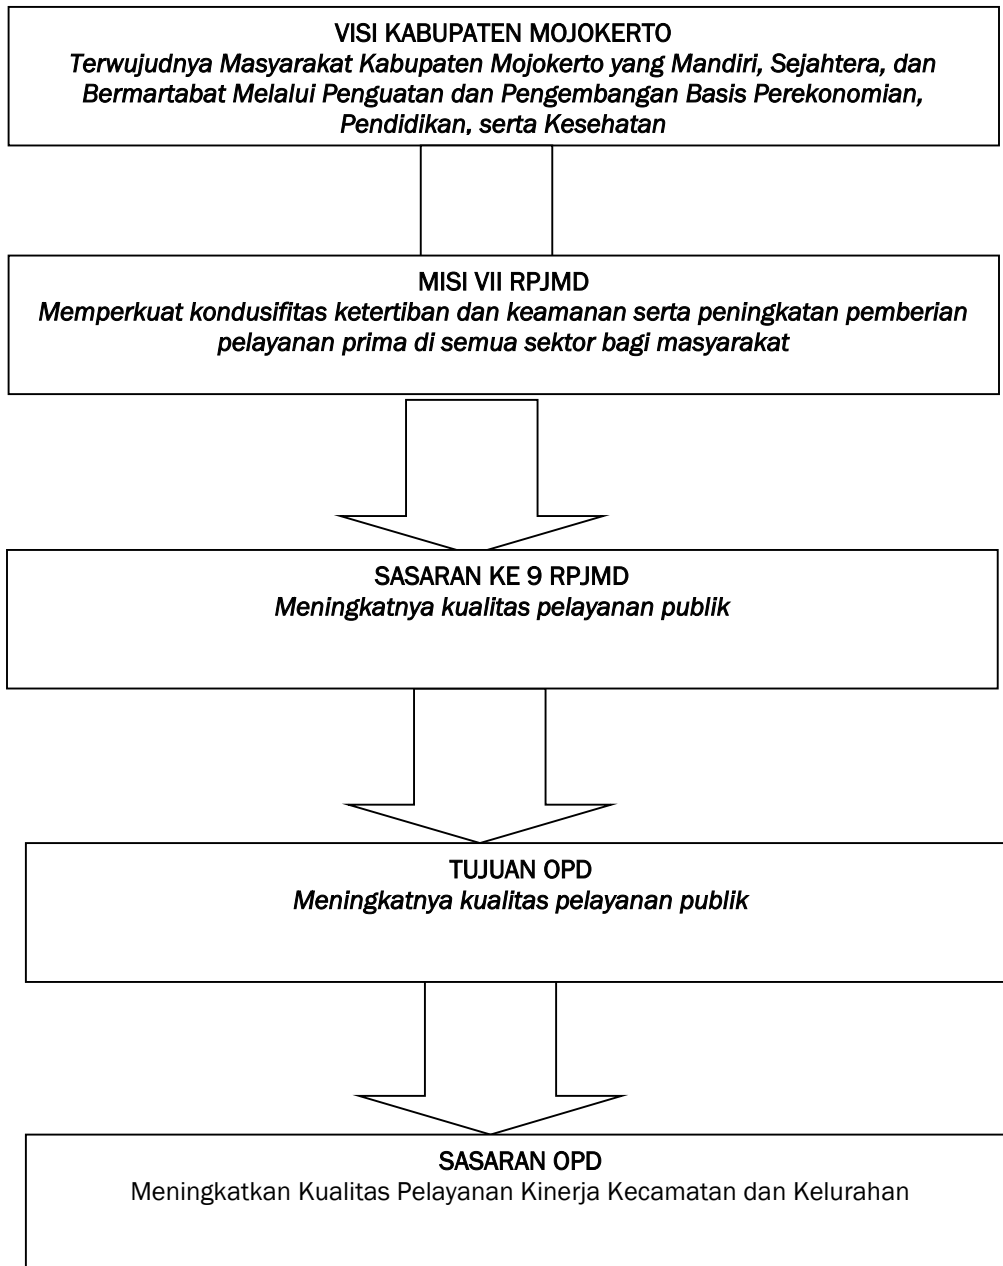 VISI KABUPATEN MOJOKERTO
Terwujudnya Masyarakat Kabupaten Mojokerto yang Mandiri, Sejahtera, dan
Bermartabat Melalui Penguatan dan Pengembangan Basis Perekonomian,
Pendidikan, serta Kesehatan
MISI VII RPJMD
Memperkuat kondusifitas ketertiban dan keamanan serta peningkatan pemberian
pelayanan prima di semua sektor bagi masyarakat
SASARAN KE 9 RPJMD
Meningkatnya kualitas pelayanan publik
TUJUAN OPD
Meningkatnya kualitas pelayanan publik
SASARAN OPD
Meningkatkan Kualitas Pelayanan Kinerja Kecamatan dan Kelurahan